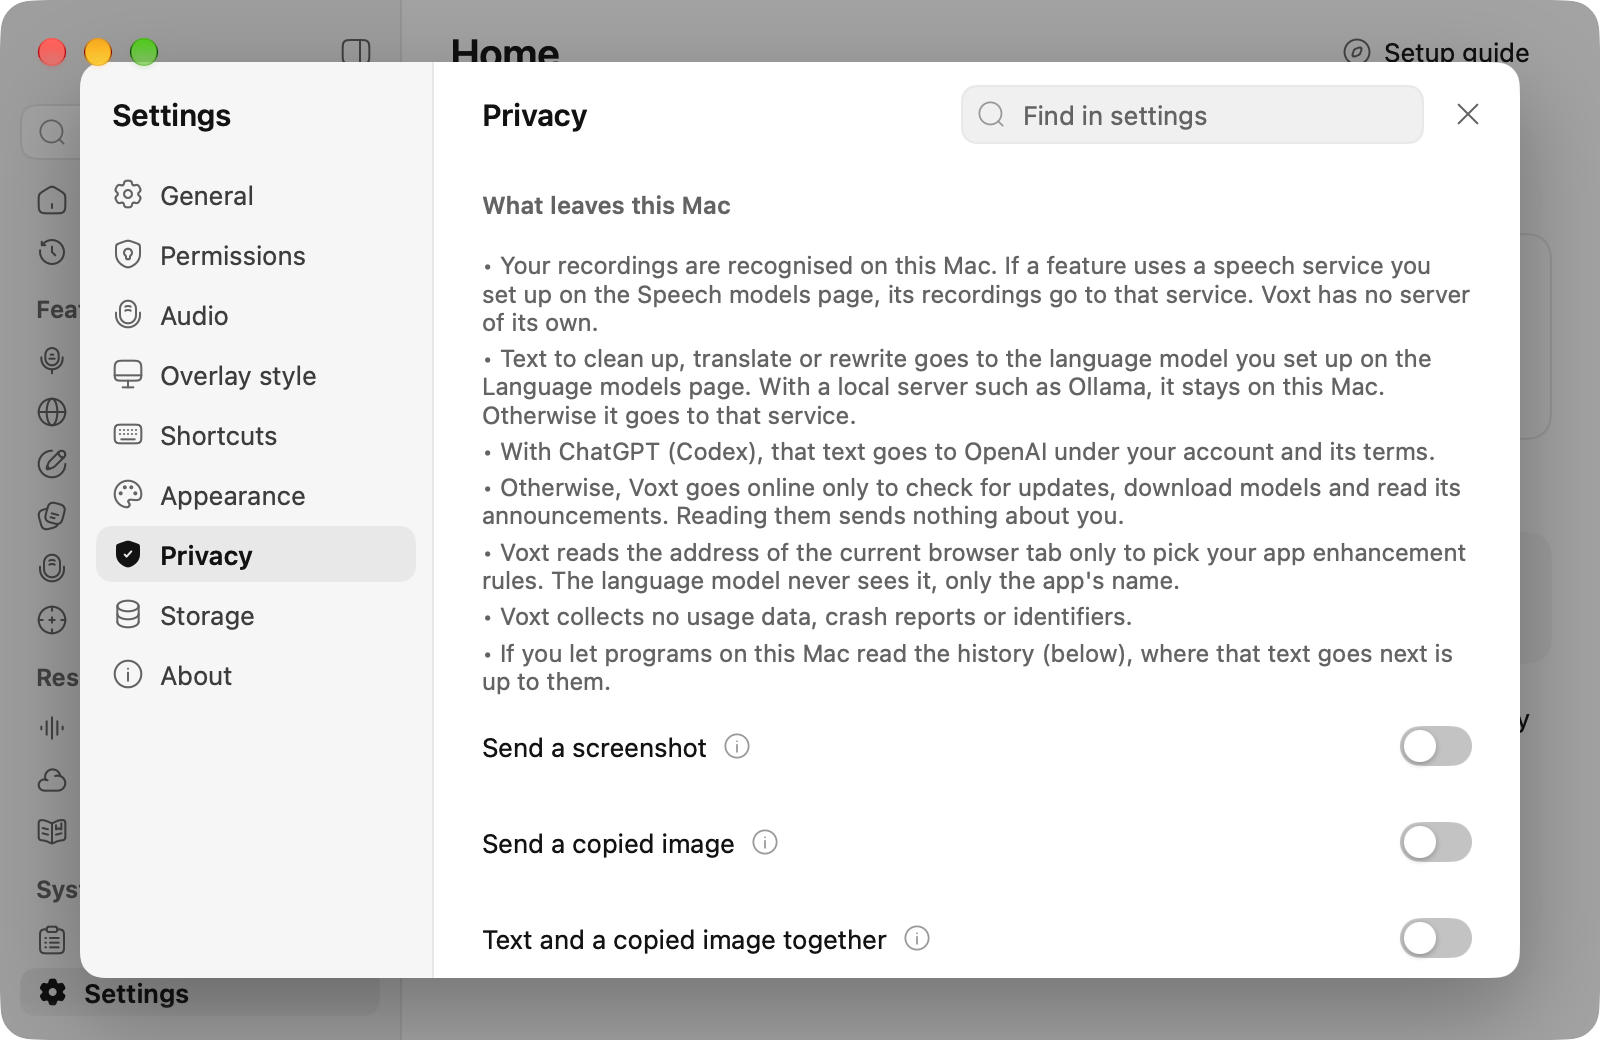 Home
Setup guide
Settings
Privacy
Find in settings
General
Permissions
Audio
Overlay style
Shortcuts
Appearance
Privacy
Storage
About
What leaves this Mac
• Your recordings are recognised on this Mac. If a feature uses a speech service you
set up on the Speech models page, its recordings go to that service. Voxt has no server
of its own.
• Text to clean up, translate or rewrite goes to the language model you set up on the
Language models page. With a local server such as Ollama, it stays on this Mac.
Otherwise it goes to that service.
• With ChatGPT (Codex), that text goes to OpenAI under your account and its terms.
• Otherwise, Voxt goes online only to check for updates, download models and read its
announcements. Reading them sends nothing about you.
• Voxt reads the address of the current browser tab only to pick your app enhancement
rules. The language model never sees it, only the app's name.
• Voxt collects no usage data, crash reports or identifiers.
• If you let programs on this Mac read the history (below), where that text goes next is
up to them.
Send a screenshot
Send a copied image
Text and a copied image together
Settings